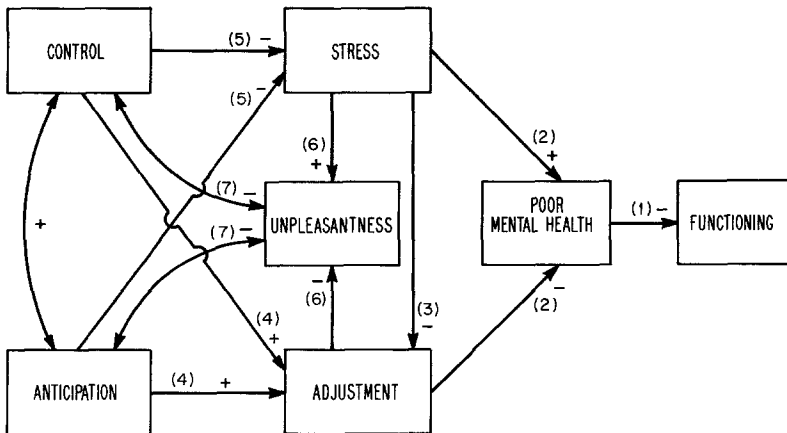 CONTROL
(5) -
STRESS
(5) -
(6)
+
(2)
+
(7) -
+
UNPLEASANTNESS
POOR
MENTAL HEALTH
(1) -
FUNCTIONING
(7) -
-
(6)
(4)
+
(3)
-
-
(2)
ANTICIPATION
(4) +
ADJUSTMENT